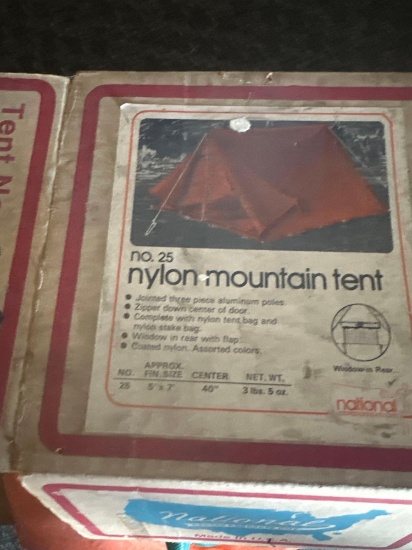 Tent N
no. 25
nylon mountain tent
• Jointed three piece aluminum poles.
• Zipper down center of door.
• Complete with nylon tent bag and
nylon stake bag.
• Window in rear with flap.
• Coated nylon. Assorted colors.
Window in Rear
NO. APPROX. FIN. SIZE CENTER NET. WT.
25 5' x 7' 40" 3 lbs. 5 oz.
national
National
Made in U.S.A.